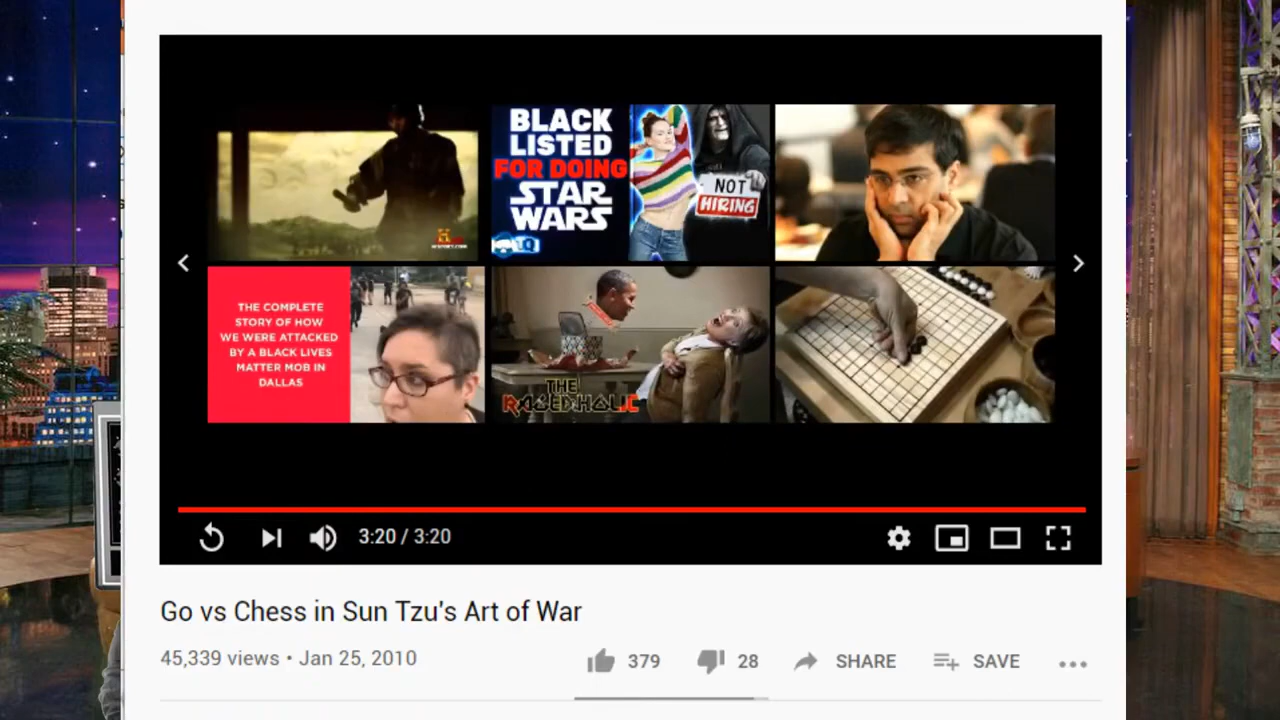 BLACK
LISTED
FOR DOING
STAR
WARS
NOT
HIRING
THE COMPLETE
STORY OF HOW
WE WERE ATTACKED
BY A BLACK LIVES
MATTER MOB IN
DALLAS
THE
3:20 / 3:20
Go vs Chess in Sun Tzu's Art of War
45,339 views • Jan 25, 2010
379
28
SHARE
SAVE